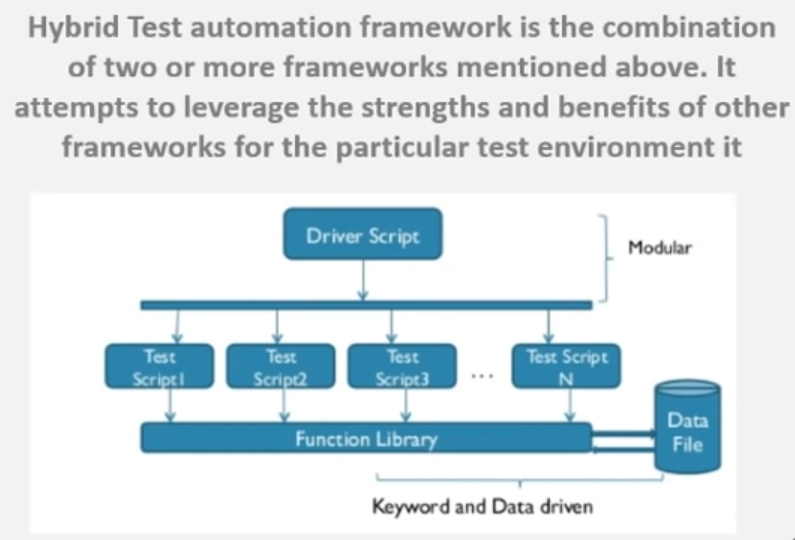 Hybrid Test automation framework is the combination
of two or more frameworks mentioned above. It
attempts to leverage the strengths and benefits of other
frameworks for the particular test environment it
Driver Script
Modular
Test
Script1
Test
Script2
Test
Script3
...
Test Script
N
Function Library
Data
File
Keyword and Data driven